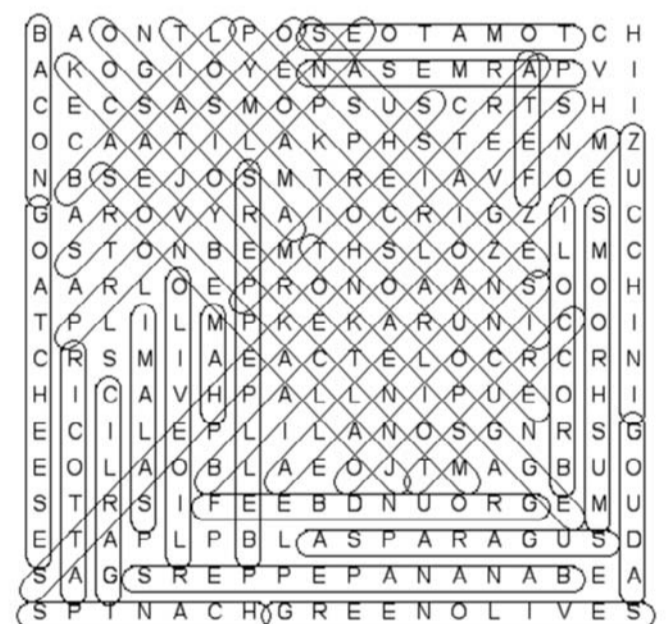 B A O N T L P O S E O T A M O T C H
A K O G I O Y E N A S E M R A P V I
C E C S A S M O P S U S C R T S H I
O C A A T I L A K P H S T E E N M Z
N B S E J O S M T R E I A V F O E U
G A R O V Y R A I O C R I G Z I S C
O S T O N B E M T H S L O Z E L M C
A A R L O E P R O N O A A N S O O H
T P L I L M P K E K A R U N I C O I
C R S M I A E A C T E L O C R C R N
H I C A V H P A L L N I P U E O H I
E C I L E P L I L A N O S G N R S G
E O L A O B L A E O J T M A G B U O
S T R S I F E E B D N U O R G E M U
E T A P L P B L A S P A R A G U S D
S A G S R E P P E P A N A N A B E A
S P I N A C H G R E E N O L I V E S